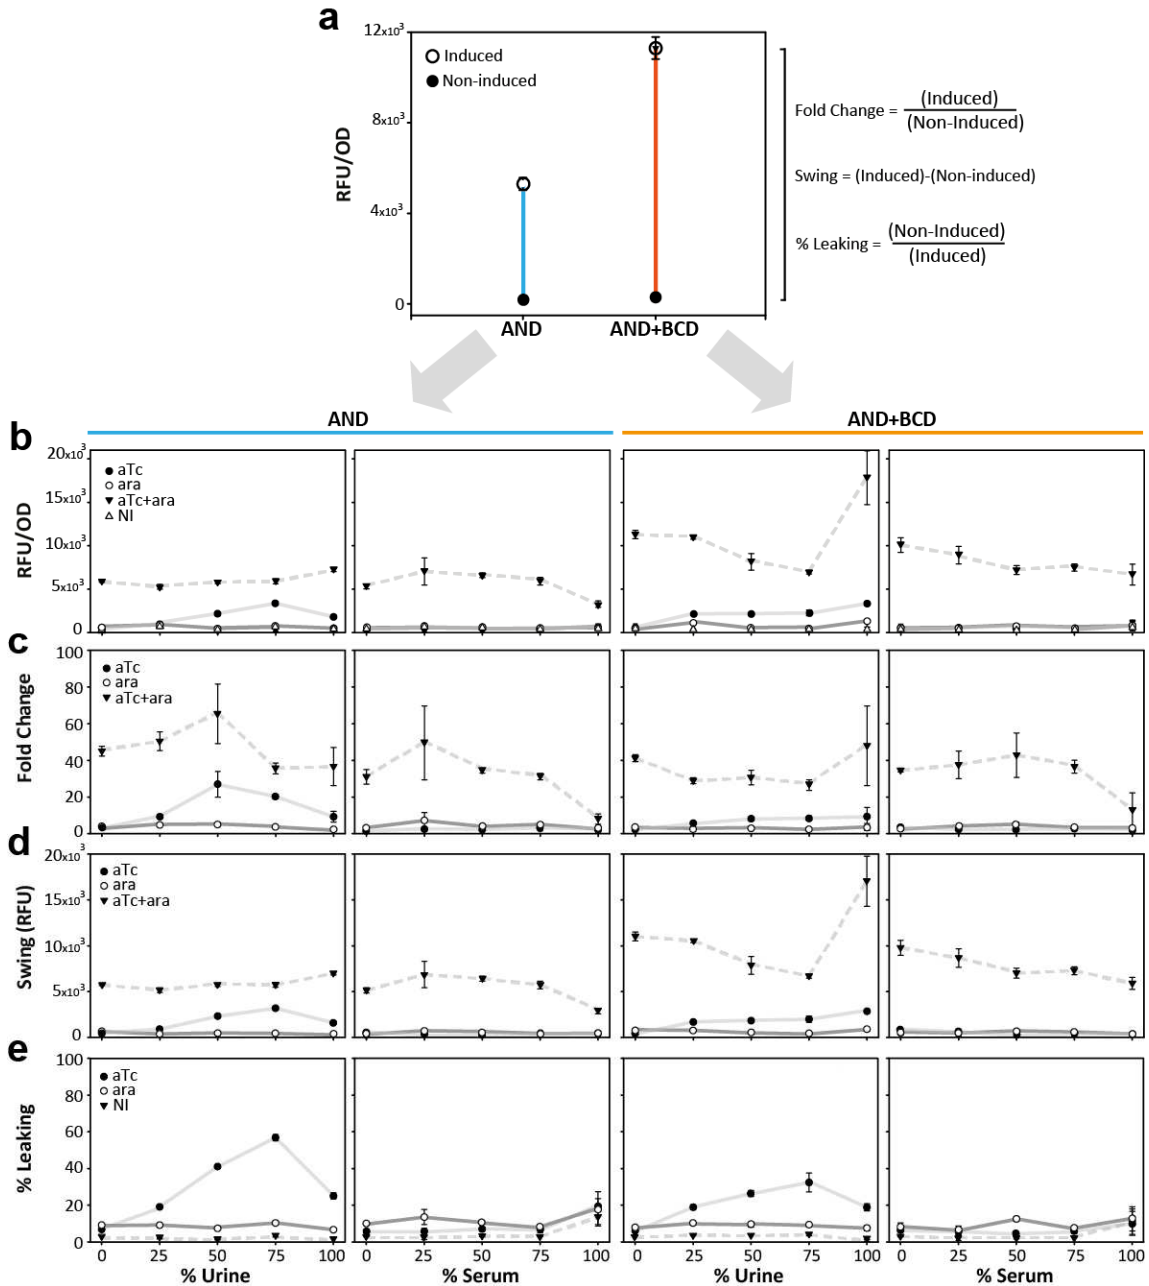 a
12x10³
8x10³
4x10³
0
RFU/OD
Induced
Non-induced
AND
AND+BCD
Fold Change = (Induced)
(Non-Induced)
Swing = (Induced)-(Non-induced)
% Leaking = (Non-Induced)
(Induced)
AND
AND+BCD
b
20x10³
15x10³
10x10³
5x10³
0
RFU/OD
aTc
ara
aTc+ara
NI
c
100
80
60
40
20
0
Fold Change
aTc
ara
aTc+ara
d
20x10³
15x10³
10x10³
5x10³
0
Swing (RFU)
aTc
ara
aTc+ara
e
100
80
60
40
20
0
% Leaking
aTc
ara
NI
0 25 50 75 100
0 25 50 75 100
0 25 50 75 100
0 25 50 75 100
% Urine
% Serum
% Urine
% Serum